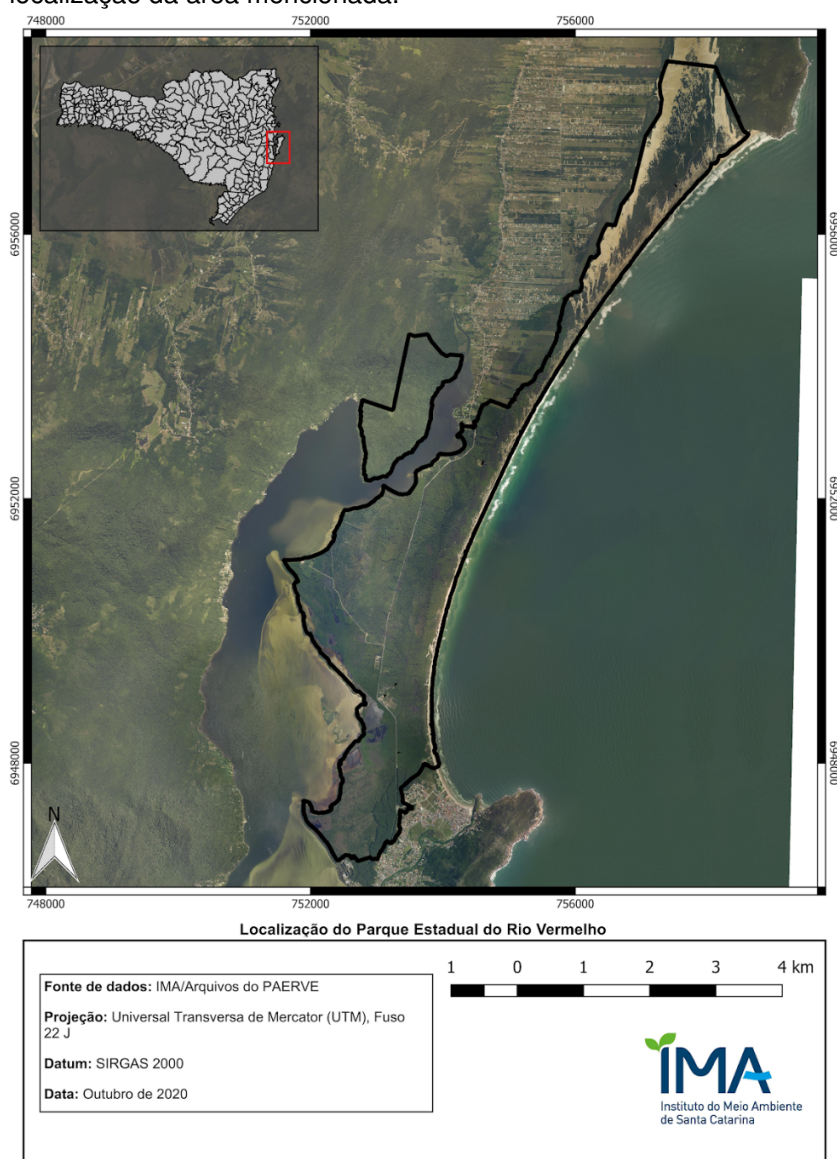 localização da área mencionada.
748000 752000 756000
6956000 6956000
6952000 6952000
6948000 6948000
N
748000 752000 756000
Localização do Parque Estadual do Rio Vermelho
Fonte de dados: IMA/Arquivos do PAERVE
Projeção: Universal Transversa de Mercator (UTM), Fuso
22 J
Datum: SIRGAS 2000
Data: Outubro de 2020
1 0 1 2 3 4 km
IMA
Instituto do Meio Ambiente
de Santa Catarina